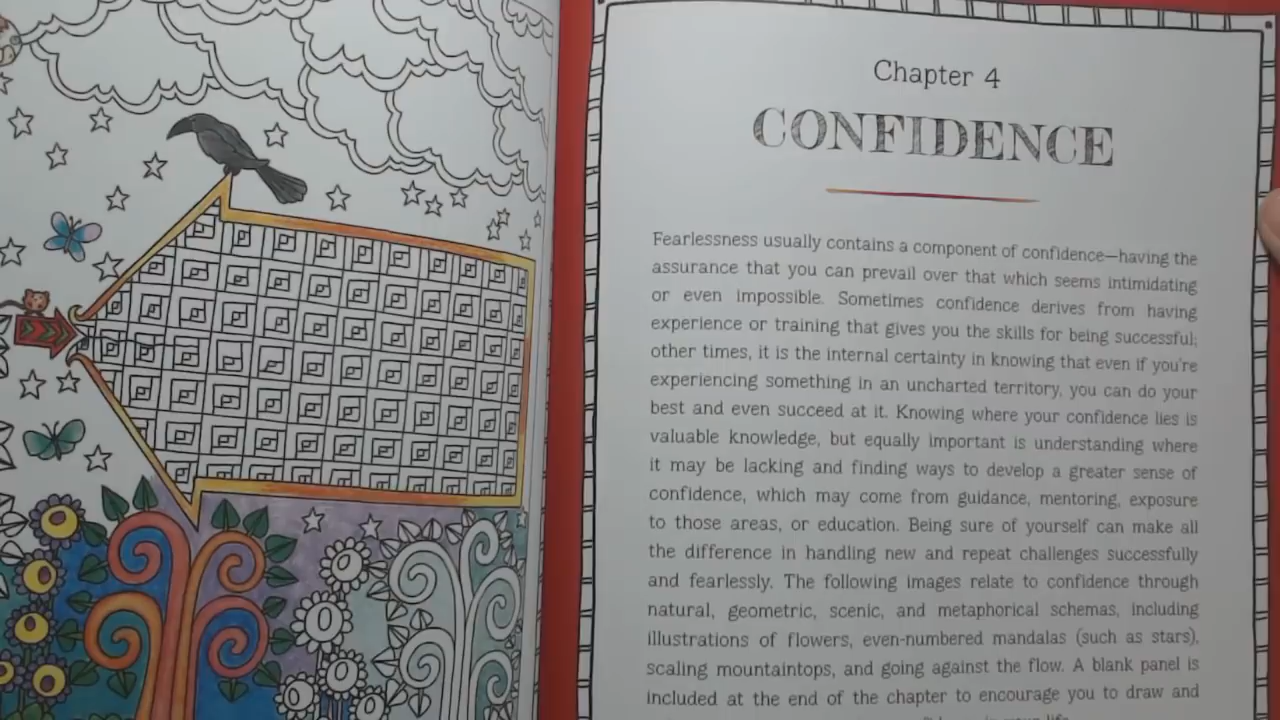 Chapter 4
CONFIDENCE
Fearlessness usually contains a component of confidence—having the
assurance that you can prevail over that which seems intimidating
or even impossible. Sometimes confidence derives from having
experience or training that gives you the skills for being successful;
other times, it is the internal certainty in knowing that even if you're
experiencing something in an uncharted territory, you can do your
best and even succeed at it. Knowing where your confidence lies is
valuable knowledge, but equally important is understanding where
it may be lacking and finding ways to develop a greater sense of
confidence, which may come from guidance, mentoring, exposure
to those areas, or education. Being sure of yourself can make all
the difference in handling new and repeat challenges successfully
and fearlessly. The following images relate to confidence through
natural, geometric, scenic, and metaphorical schemas, including
illustrations of flowers, even-numbered mandalas (such as stars),
scaling mountaintops, and going against the flow. A blank panel is
included at the end of the chapter to encourage you to draw and